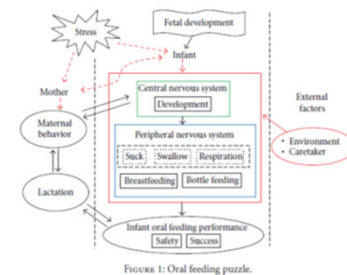 Fetal development
Stress
Infant
Mother
Central nervous system
Development
External
factors
Maternal
behavior
Peripheral nervous system
Suck
Swallow
Respiration
• Environment
• Caretaker
Breastfeeding
Bottle feeding
Lactation
Infant oral feeding performance
Safety
Success
FIGURE 1: Oral feeding puzzle.